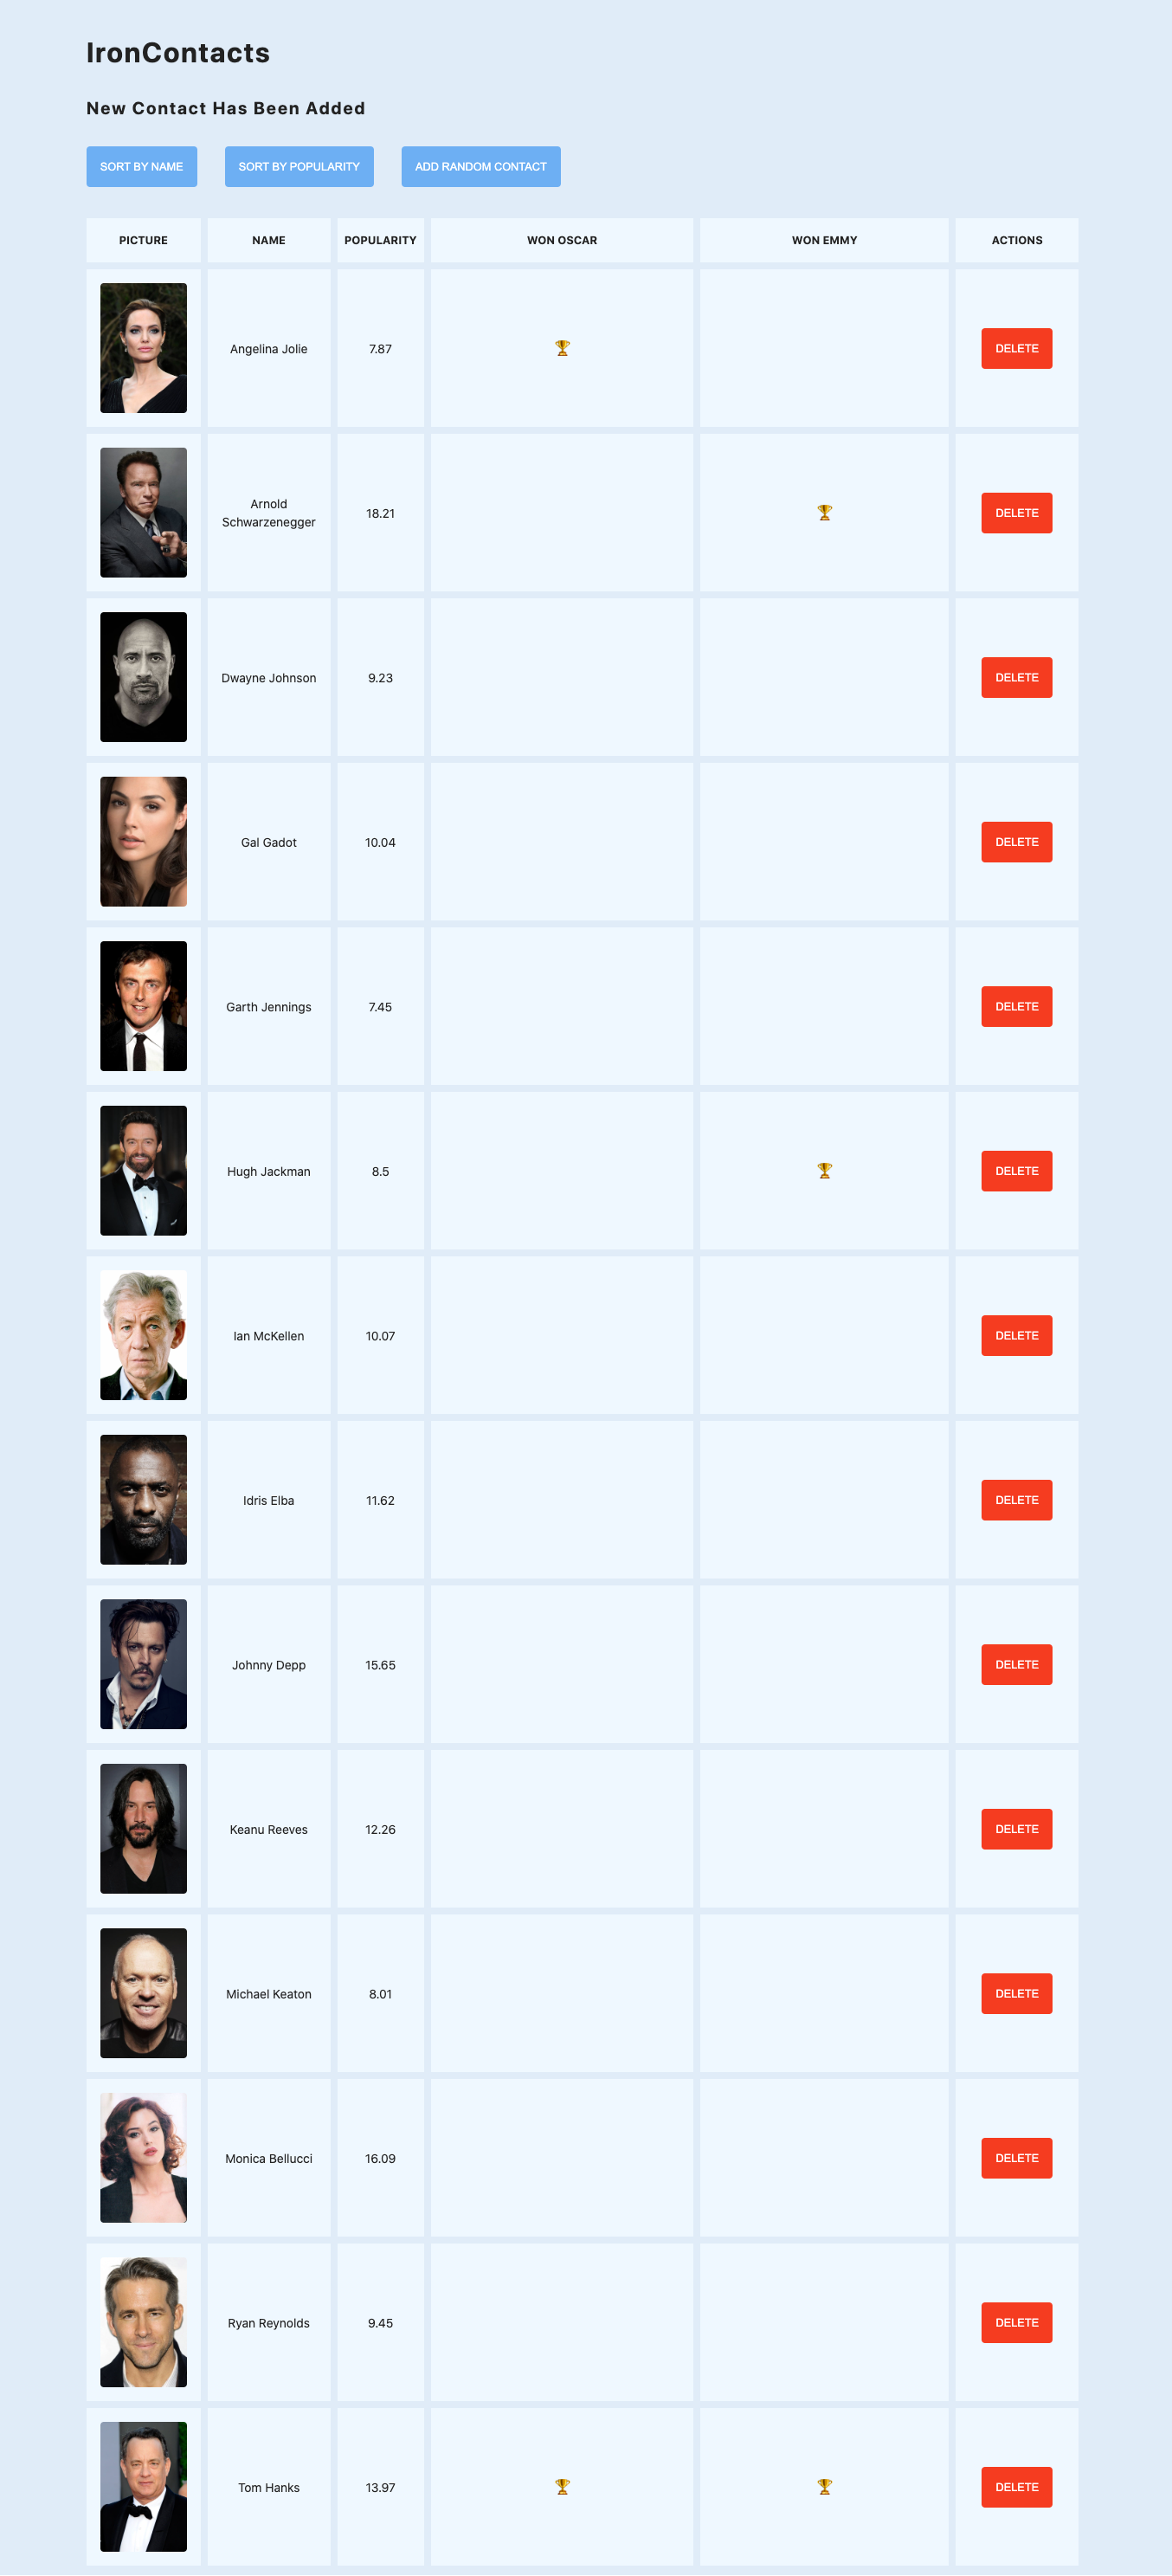 IronContacts
New Contact Has Been Added
SORT BY NAME SORT BY POPULARITY ADD RANDOM CONTACT
PICTURE NAME POPULARITY WON OSCAR WON EMMY ACTIONS
Angelina Jolie 7.87 🏆 DELETE
Arnold
Schwarzenegger 18.21 🏆 DELETE
Dwayne Johnson 9.23 DELETE
Gal Gadot 10.04 DELETE
Garth Jennings 7.45 DELETE
Hugh Jackman 8.5 🏆 DELETE
Ian McKellen 10.07 DELETE
Idris Elba 11.62 DELETE
Johnny Depp 15.65 DELETE
Keanu Reeves 12.26 DELETE
Michael Keaton 8.01 DELETE
Monica Bellucci 16.09 DELETE
Ryan Reynolds 9.45 DELETE
Tom Hanks 13.97 🏆 🏆 DELETE